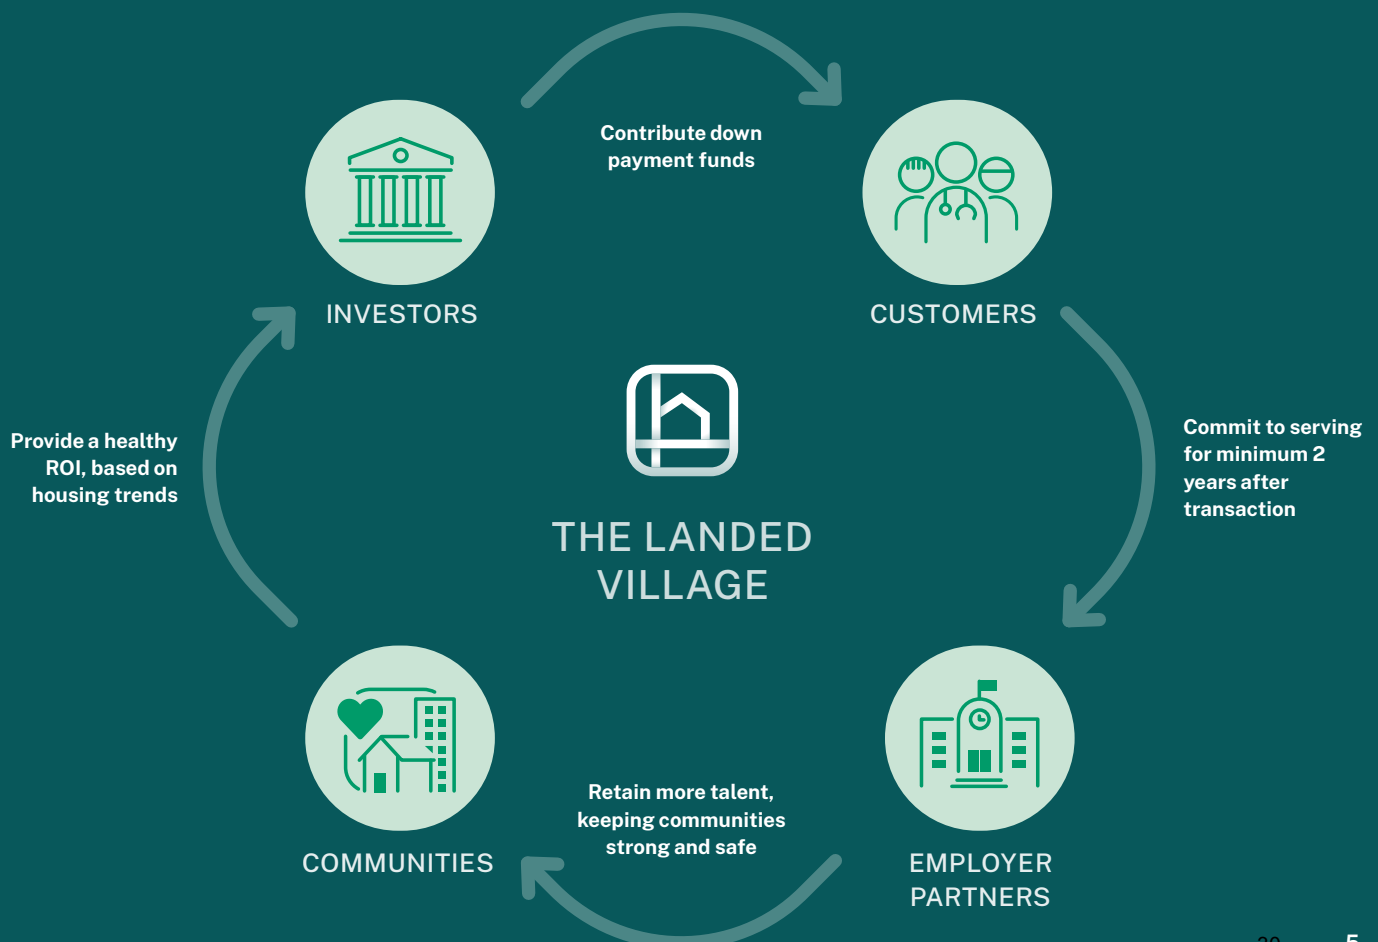 Contribute down
payment funds
INVESTORS
CUSTOMERS
Provide a healthy
ROI, based on
housing trends
Commit to serving
for minimum 2
years after
transaction
THE LANDED
VILLAGE
Retain more talent,
keeping communities
strong and safe
COMMUNITIES
EMPLOYER
PARTNERS